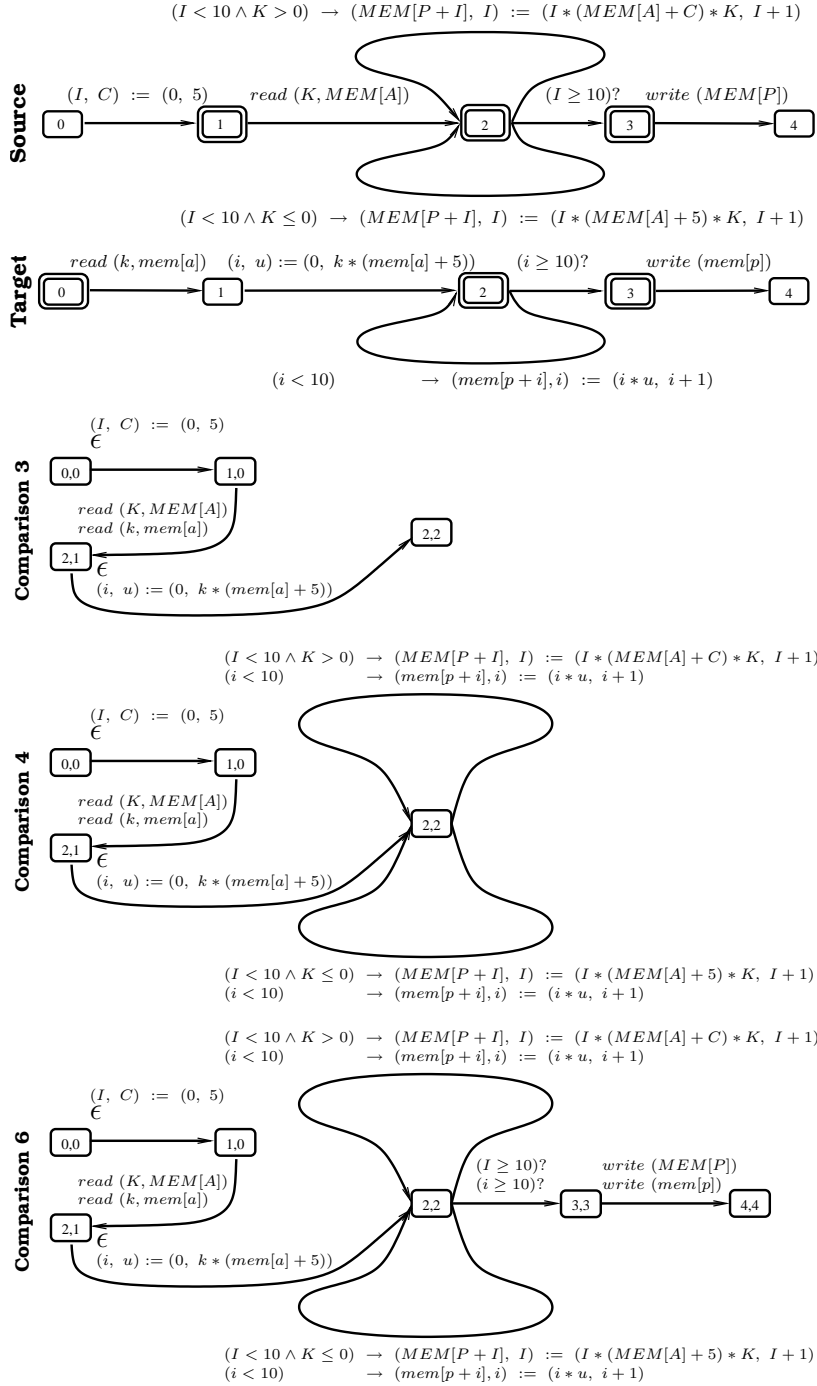 (I < 10 ∧ K > 0) → (MEM[P + I], I) := (I ∗ (MEM[A] + C) ∗ K, I + 1)
Source
(I, C) := (0, 5)
read (K, MEM[A])
(I ≥ 10)?
write (MEM[P])
0
1
2
3
4
(I < 10 ∧ K ≤ 0) → (MEM[P + I], I) := (I ∗ (MEM[A] + 5) ∗ K, I + 1)
Target
read (k, mem[a])
(i, u) := (0, k ∗ (mem[a] + 5))
(i ≥ 10)?
write (mem[p])
0
1
2
3
4
(i < 10) → (mem[p + i], i) := (i ∗ u, i + 1)
Comparison 3
(I, C) := (0, 5)
ϵ
0,0
1,0
read (K, MEM[A])
read (k, mem[a])
2,2
2,1
ϵ
(i, u) := (0, k ∗ (mem[a] + 5))
(I < 10 ∧ K > 0) → (MEM[P + I], I) := (I ∗ (MEM[A] + C) ∗ K, I + 1)
(i < 10) → (mem[p + i], i) := (i ∗ u, i + 1)
Comparison 4
(I, C) := (0, 5)
ϵ
0,0
1,0
read (K, MEM[A])
read (k, mem[a])
2,2
2,1
ϵ
(i, u) := (0, k ∗ (mem[a] + 5))
(I < 10 ∧ K ≤ 0) → (MEM[P + I], I) := (I ∗ (MEM[A] + 5) ∗ K, I + 1)
(i < 10) → (mem[p + i], i) := (i ∗ u, i + 1)
(I < 10 ∧ K > 0) → (MEM[P + I], I) := (I ∗ (MEM[A] + C) ∗ K, I + 1)
(i < 10) → (mem[p + i], i) := (i ∗ u, i + 1)
Comparison 6
(I, C) := (0, 5)
ϵ
0,0
1,0
read (K, MEM[A])
read (k, mem[a])
(I ≥ 10)?
(i ≥ 10)?
write (MEM[P])
write (mem[p])
2,2
3,3
4,4
2,1
ϵ
(i, u) := (0, k ∗ (mem[a] + 5))
(I < 10 ∧ K ≤ 0) → (MEM[P + I], I) := (I ∗ (MEM[A] + 5) ∗ K, I + 1)
(i < 10) → (mem[p + i], i) := (i ∗ u, i + 1)